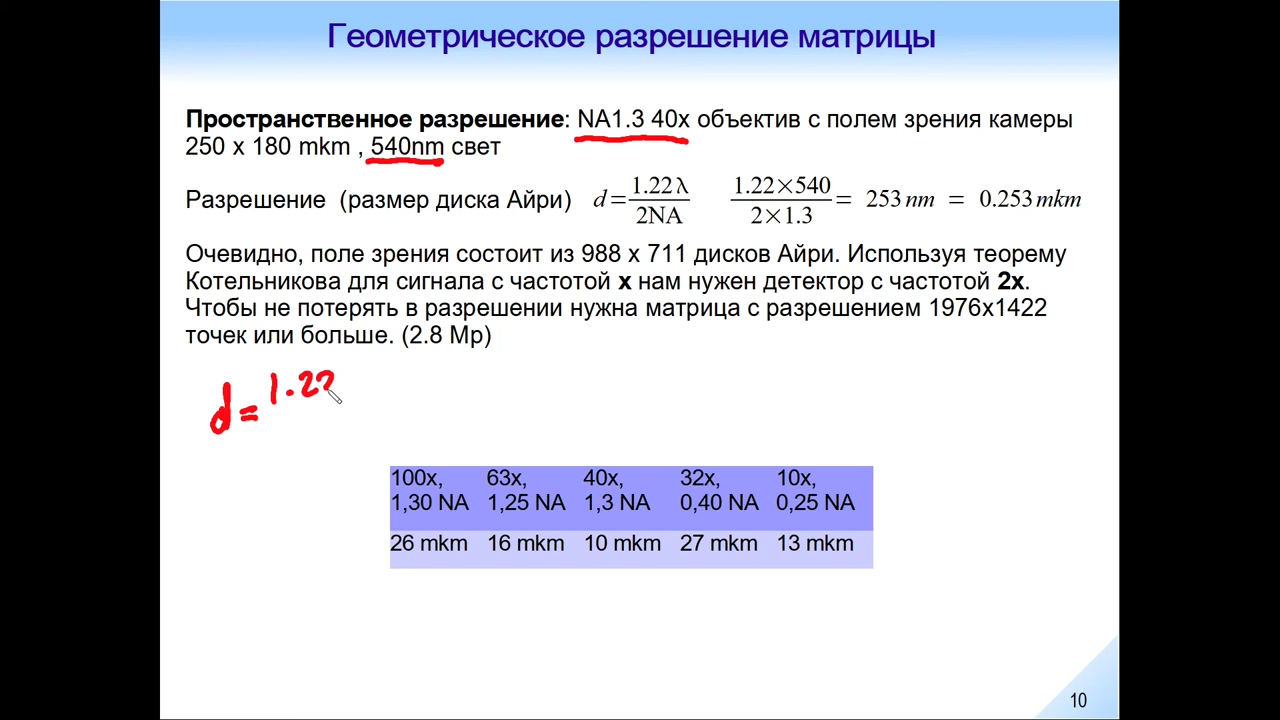 Геометрическое разрешение матрицы
Пространственное разрешение: NA1.3 40x объектив с полем зрения камеры
250 x 180 mkm , 540nm свет
Разрешение (размер диска Айри) d = 1.22λ / 2NA   1.22×540 / 2×1.3 = 253 nm = 0.253 mkm
Очевидно, поле зрения состоит из 988 x 711 дисков Айри. Используя теорему
Котельникова для сигнала с частотой x нам нужен детектор с частотой 2x.
Чтобы не потерять в разрешении нужна матрица с разрешением 1976x1422
точек или больше. (2.8 Mp)
d= 1.22
100x, 63x, 40x, 32x, 10x,
1,30 NA 1,25 NA 1,3 NA 0,40 NA 0,25 NA
26 mkm 16 mkm 10 mkm 27 mkm 13 mkm
10